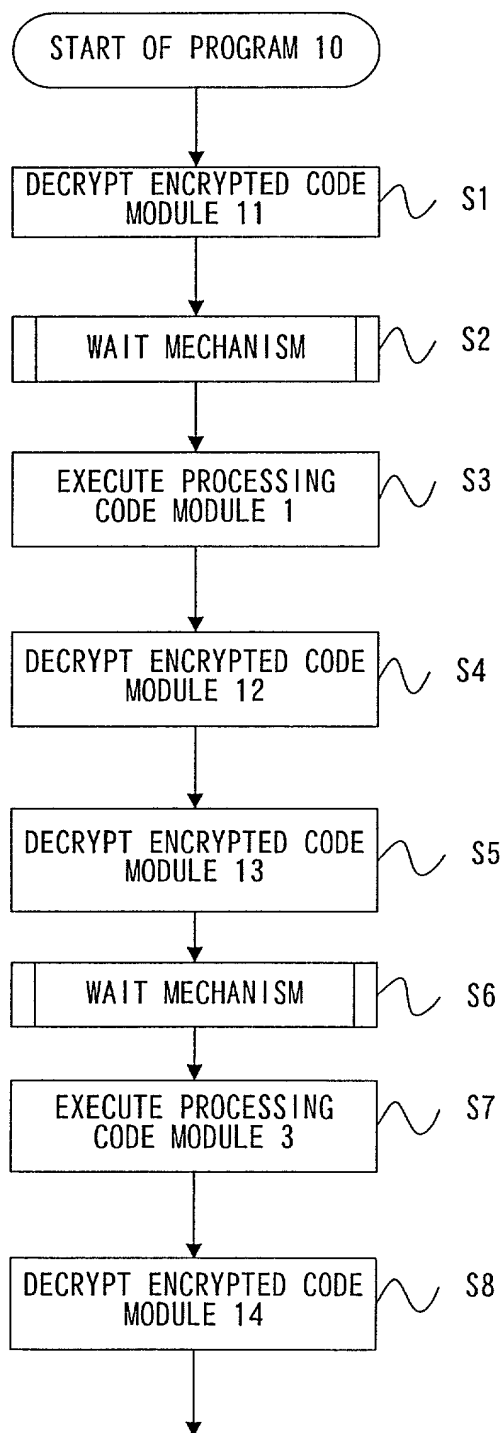 START OF PROGRAM 10
DECRYPT ENCRYPTED CODE
MODULE 11
S1
WAIT MECHANISM
S2
EXECUTE PROCESSING
CODE MODULE 1
S3
DECRYPT ENCRYPTED CODE
MODULE 12
S4
DECRYPT ENCRYPTED CODE
MODULE 13
S5
WAIT MECHANISM
S6
EXECUTE PROCESSING
CODE MODULE 3
S7
DECRYPT ENCRYPTED CODE
MODULE 14
S8